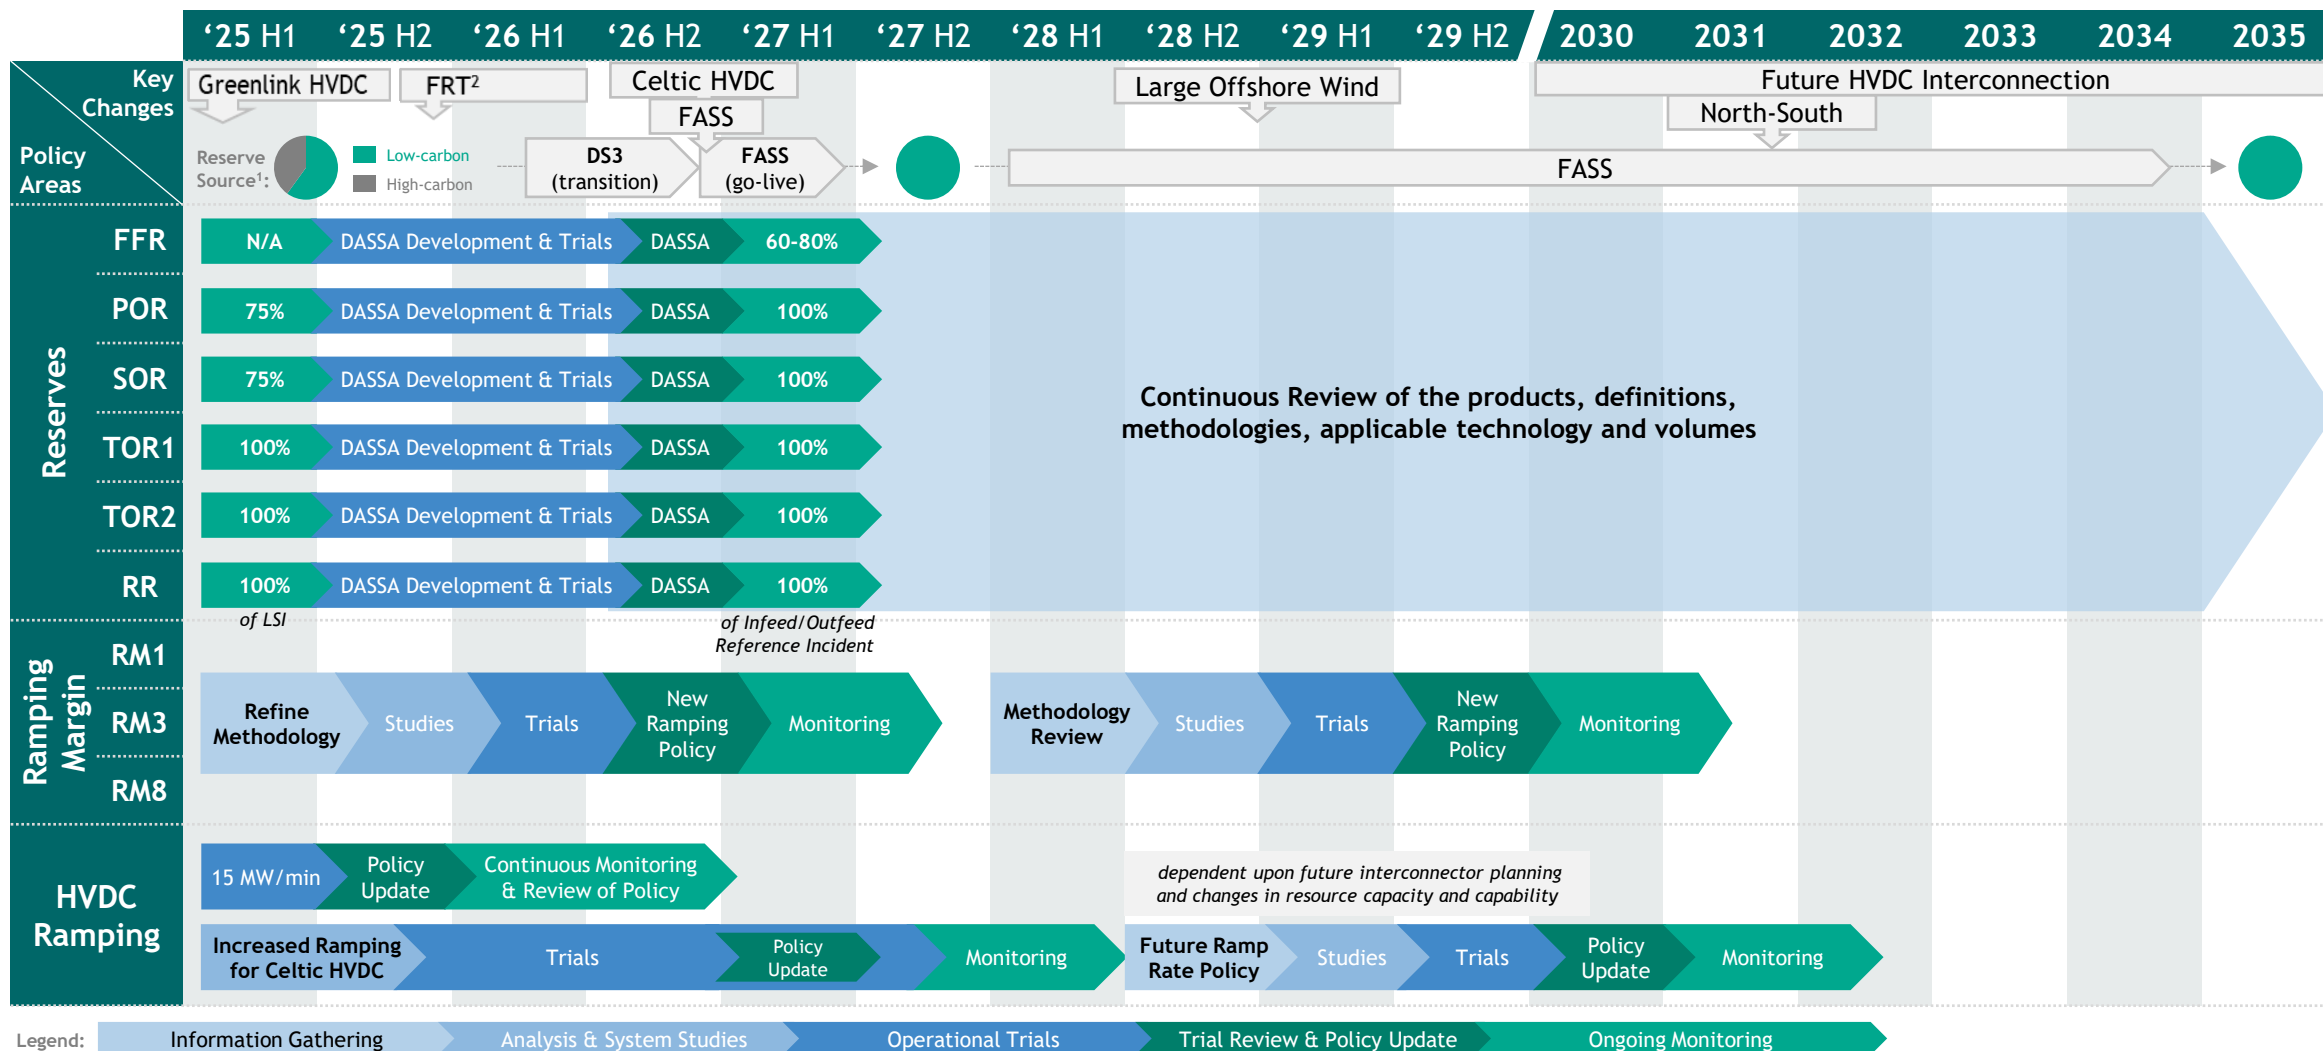 ‘25 H1 ‘25 H2 ‘26 H1 ‘26 H2 ‘27 H1 ‘27 H2 ‘28 H1 ‘28 H2 ‘29 H1 ‘29 H2 2030 2031 2032 2033 2034 2035
Key
Changes
Policy
Areas
Greenlink HVDC
FRT²
Celtic HVDC
FASS
Large Offshore Wind
Future HVDC Interconnection
North-South
Reserve
Source¹:
Low-carbon
High-carbon
DS3
(transition)
FASS
(go-live)
FASS
Reserves
FFR
N/A DASSA Development & Trials DASSA 60-80%
POR
75% DASSA Development & Trials DASSA 100%
SOR
75% DASSA Development & Trials DASSA 100%
TOR1
100% DASSA Development & Trials DASSA 100%
TOR2
100% DASSA Development & Trials DASSA 100%
RR
100% DASSA Development & Trials DASSA 100%
of LSI
of Infeed/Outfeed
Reference Incident
Continuous Review of the products, definitions,
methodologies, applicable technology and volumes
Ramping
Margin
RM1
RM3
RM8
Refine
Methodology
Studies
Trials
New
Ramping
Policy
Monitoring
Methodology
Review
Studies
Trials
New
Ramping
Policy
Monitoring
HVDC
Ramping
15 MW/min
Policy
Update
Continuous Monitoring
& Review of Policy
dependent upon future interconnector planning
and changes in resource capacity and capability
Increased Ramping
for Celtic HVDC
Trials
Policy
Update
Monitoring
Future Ramp
Rate Policy
Studies
Trials
Policy
Update
Monitoring
Legend: Information Gathering Analysis & System Studies Operational Trials Trial Review & Policy Update Ongoing Monitoring